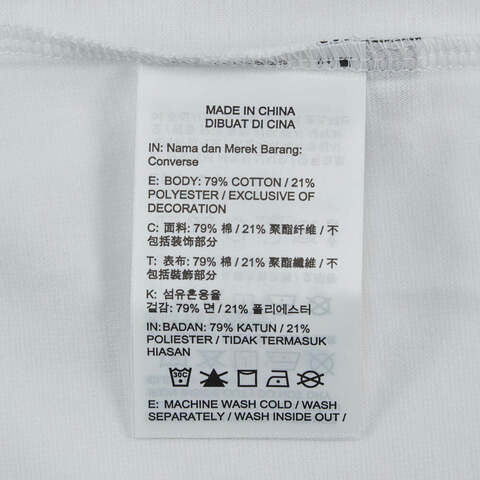 MADE IN CHINA
DIBUAT DI CINA
IN: Nama dan Merek Barang:
Converse
E: BODY: 79% COTTON / 21%
POLYESTER / EXCLUSIVE OF
DECORATION
C: 面料: 79% 棉 / 21% 聚酯纤维 / 不
包括装饰部分
T: 表布: 79% 棉 / 21% 聚酯纖維 / 不
包括裝飾部分
K: 섬유혼용율
겉감: 79% 면 / 21% 폴리에스터
IN: BADAN: 79% KATUN / 21%
POLIESTER / TIDAK TERMASUK
HIASAN
30C
E: MACHINE WASH COLD / WASH
SEPARATELY / WASH INSIDE OUT /